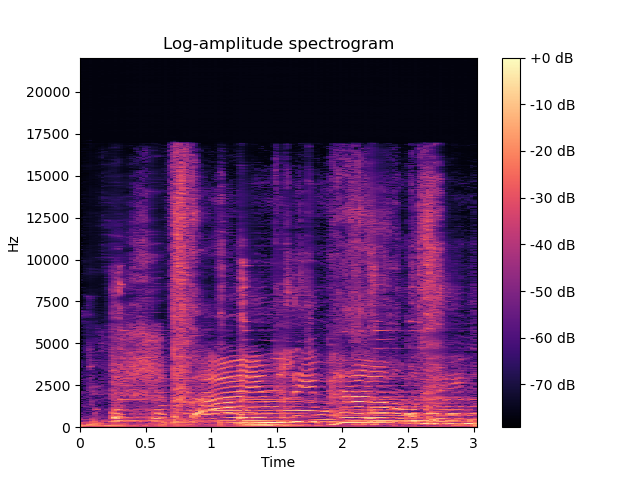 Log-amplitude spectrogram
Hz
20000
17500
15000
12500
10000
7500
5000
2500
0
0 0.5 1 1.5 2 2.5 3
Time
+0 dB
-10 dB
-20 dB
-30 dB
-40 dB
-50 dB
-60 dB
-70 dB